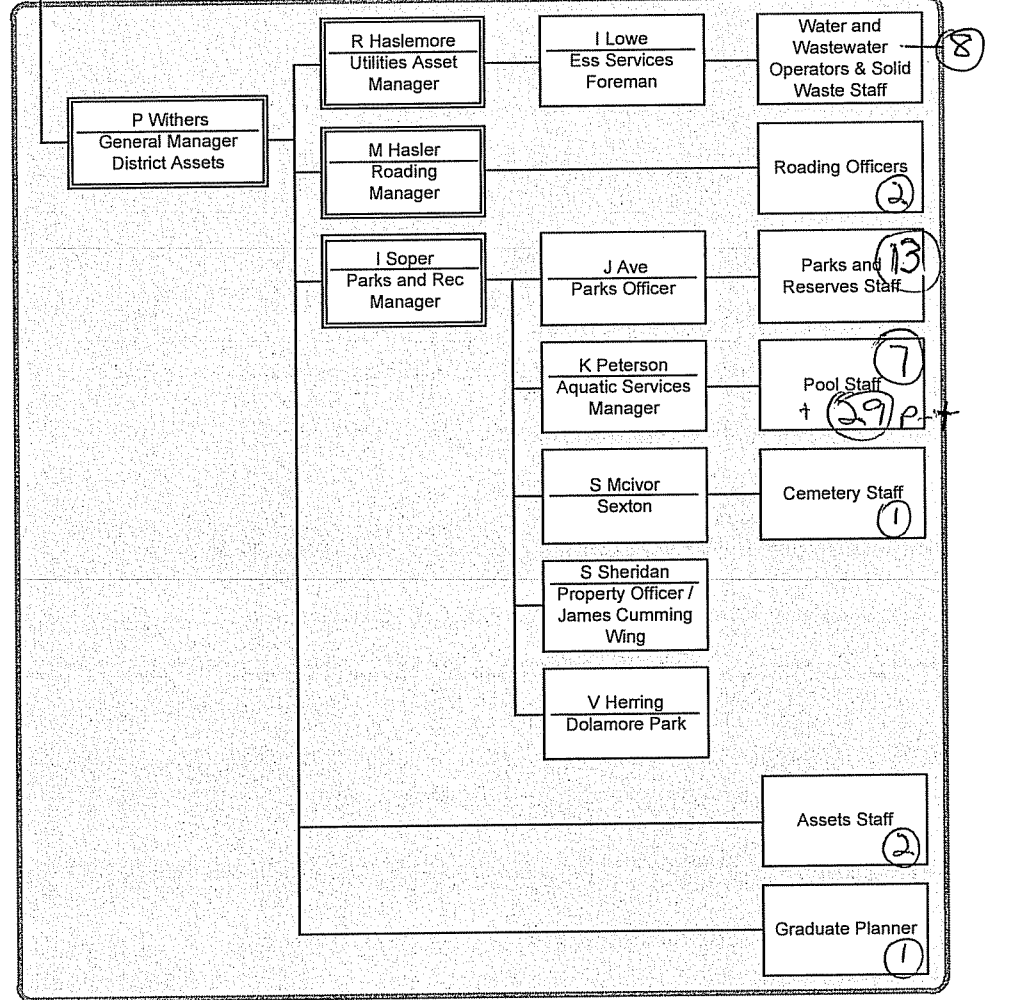 R Haslemore
Utilities Asset
Manager
I Lowe
Ess Services
Foreman
Water and
Wastewater
Operators & Solid
Waste Staff
8
P Withers
General Manager
District Assets
M Hasler
Roading
Manager
Roading Officers
2
I Soper
Parks and Rec
Manager
J Ave
Parks Officer
Parks and
Reserves Staff
13
K Peterson
Aquatic Services
Manager
Pool Staff
7
+ 29 P-t
S Mcivor
Sexton
Cemetery Staff
1
S Sheridan
Property Officer /
James Cumming
Wing
V Herring
Dolamore Park
Assets Staff
2
Graduate Planner
1